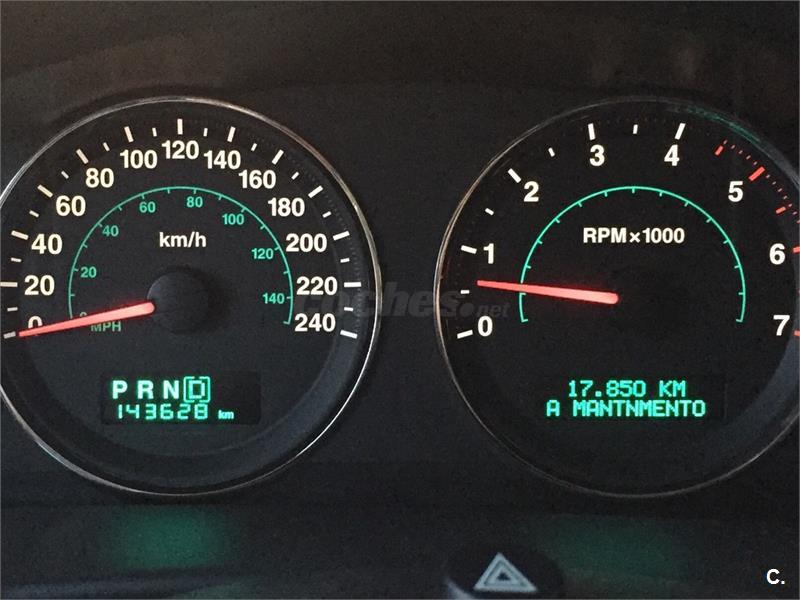 0 20 40 60 80 100 120 140 160 180 200 220 240
20 40 60 80 100 120 140
km/h
MPH
P R N D
143628 km
0 1 2 3 4 5 6 7
RPM x 1000
17.850 KM
A MANTNMENTO
coches.net
C.